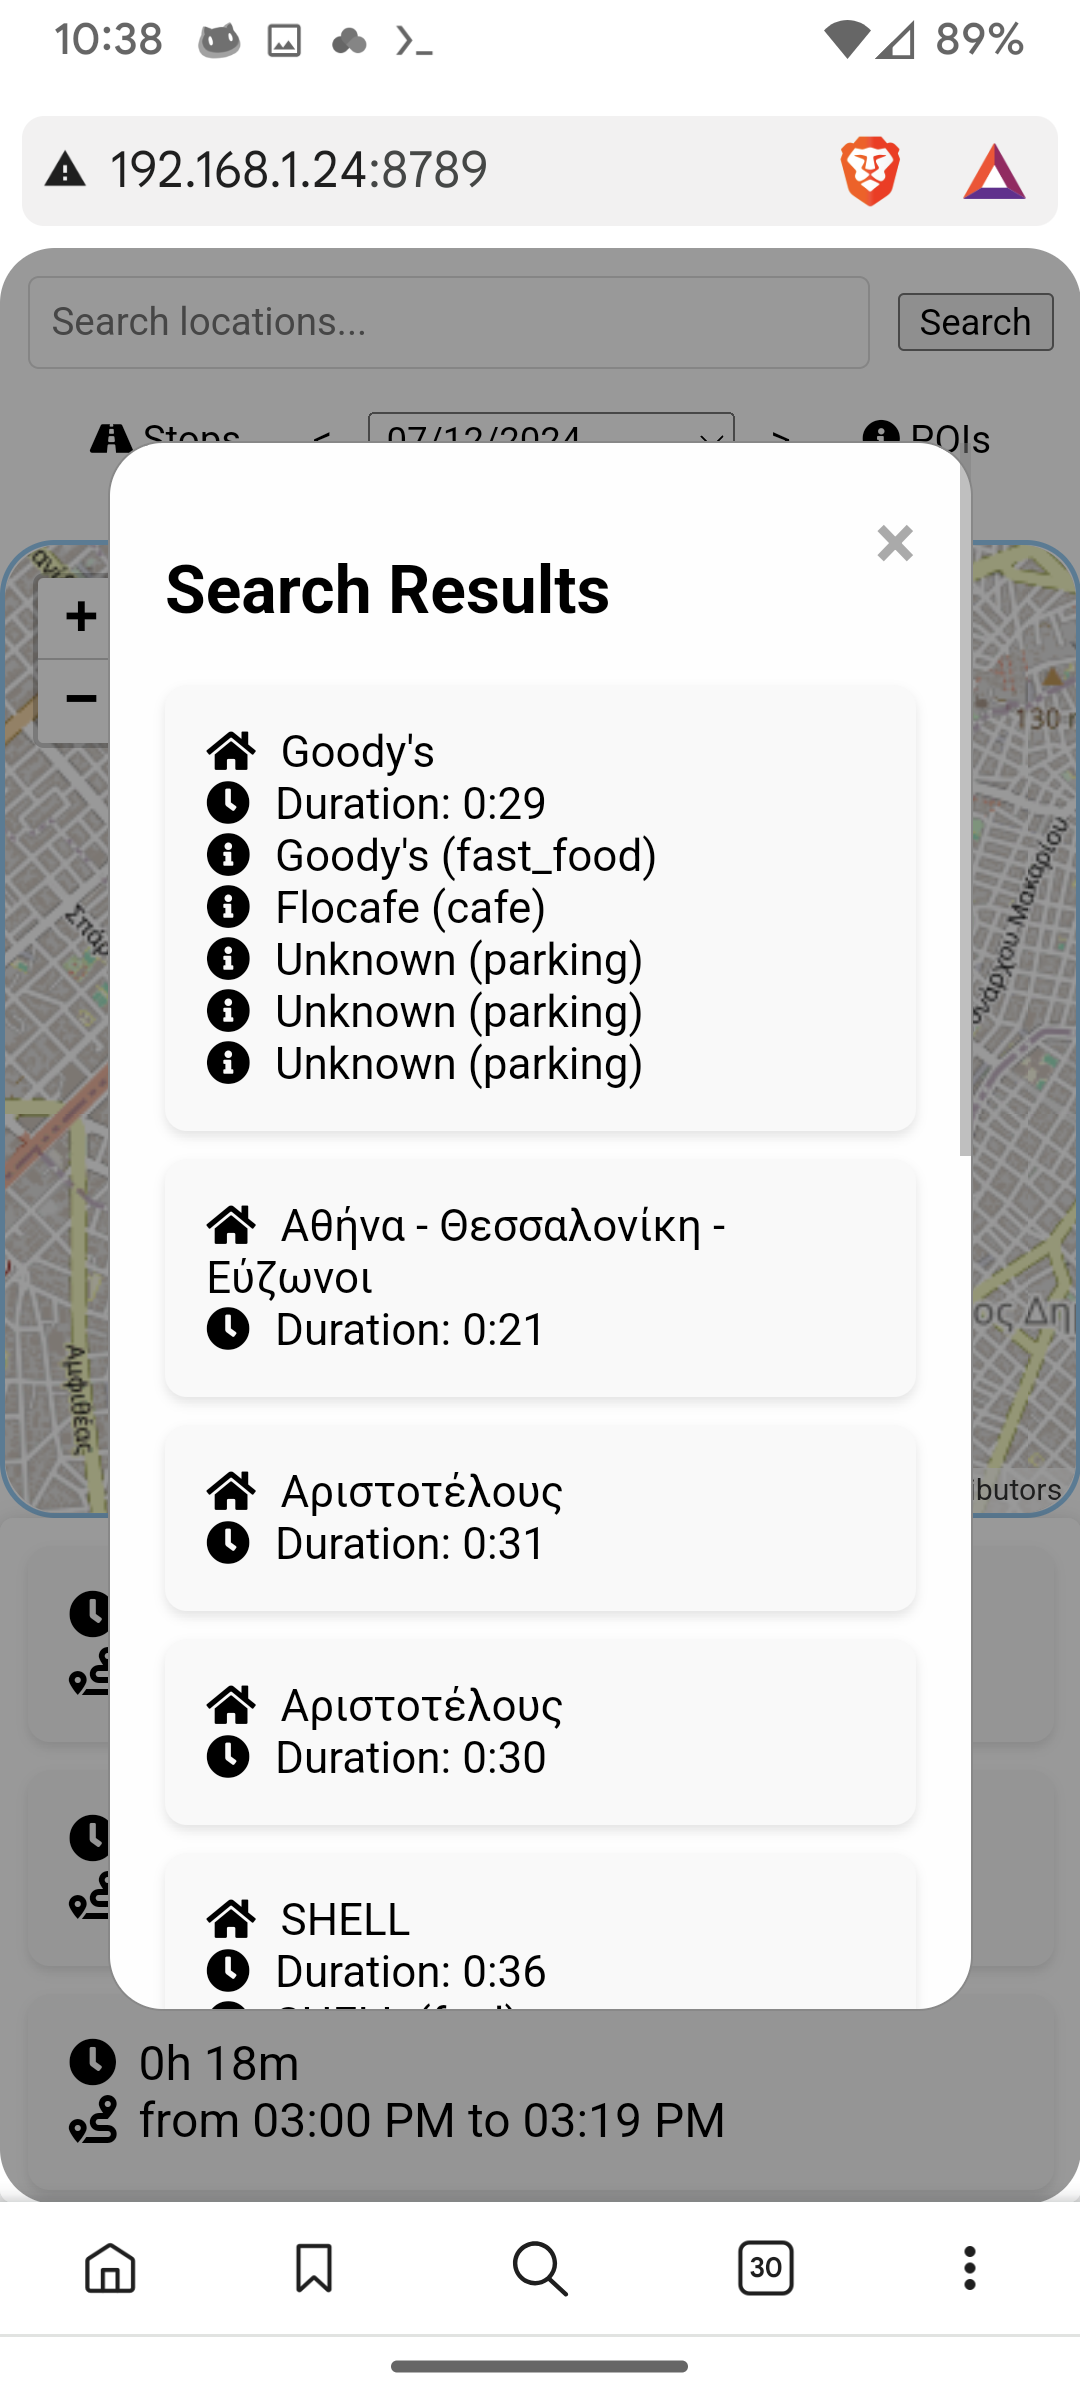 10:38
89%
192.168.1.24:8789
Search locations...
Search
Stops < 07/12/2024 > POIs
×
Search Results
+
−
130
Goody's
Duration: 0:29
Goody's (fast_food)
Flocafe (cafe)
Unknown (parking)
Unknown (parking)
Unknown (parking)
Αθήνα - Θεσσαλονίκη -
Εύζωνοι
Duration: 0:21
Αμφιθέας
Αριστοτέλους
Duration: 0:31
Αριστοτέλους
Duration: 0:30
SHELL
Duration: 0:36
SHELL (fuel)
0h 18m
from 03:00 PM to 03:19 PM
30